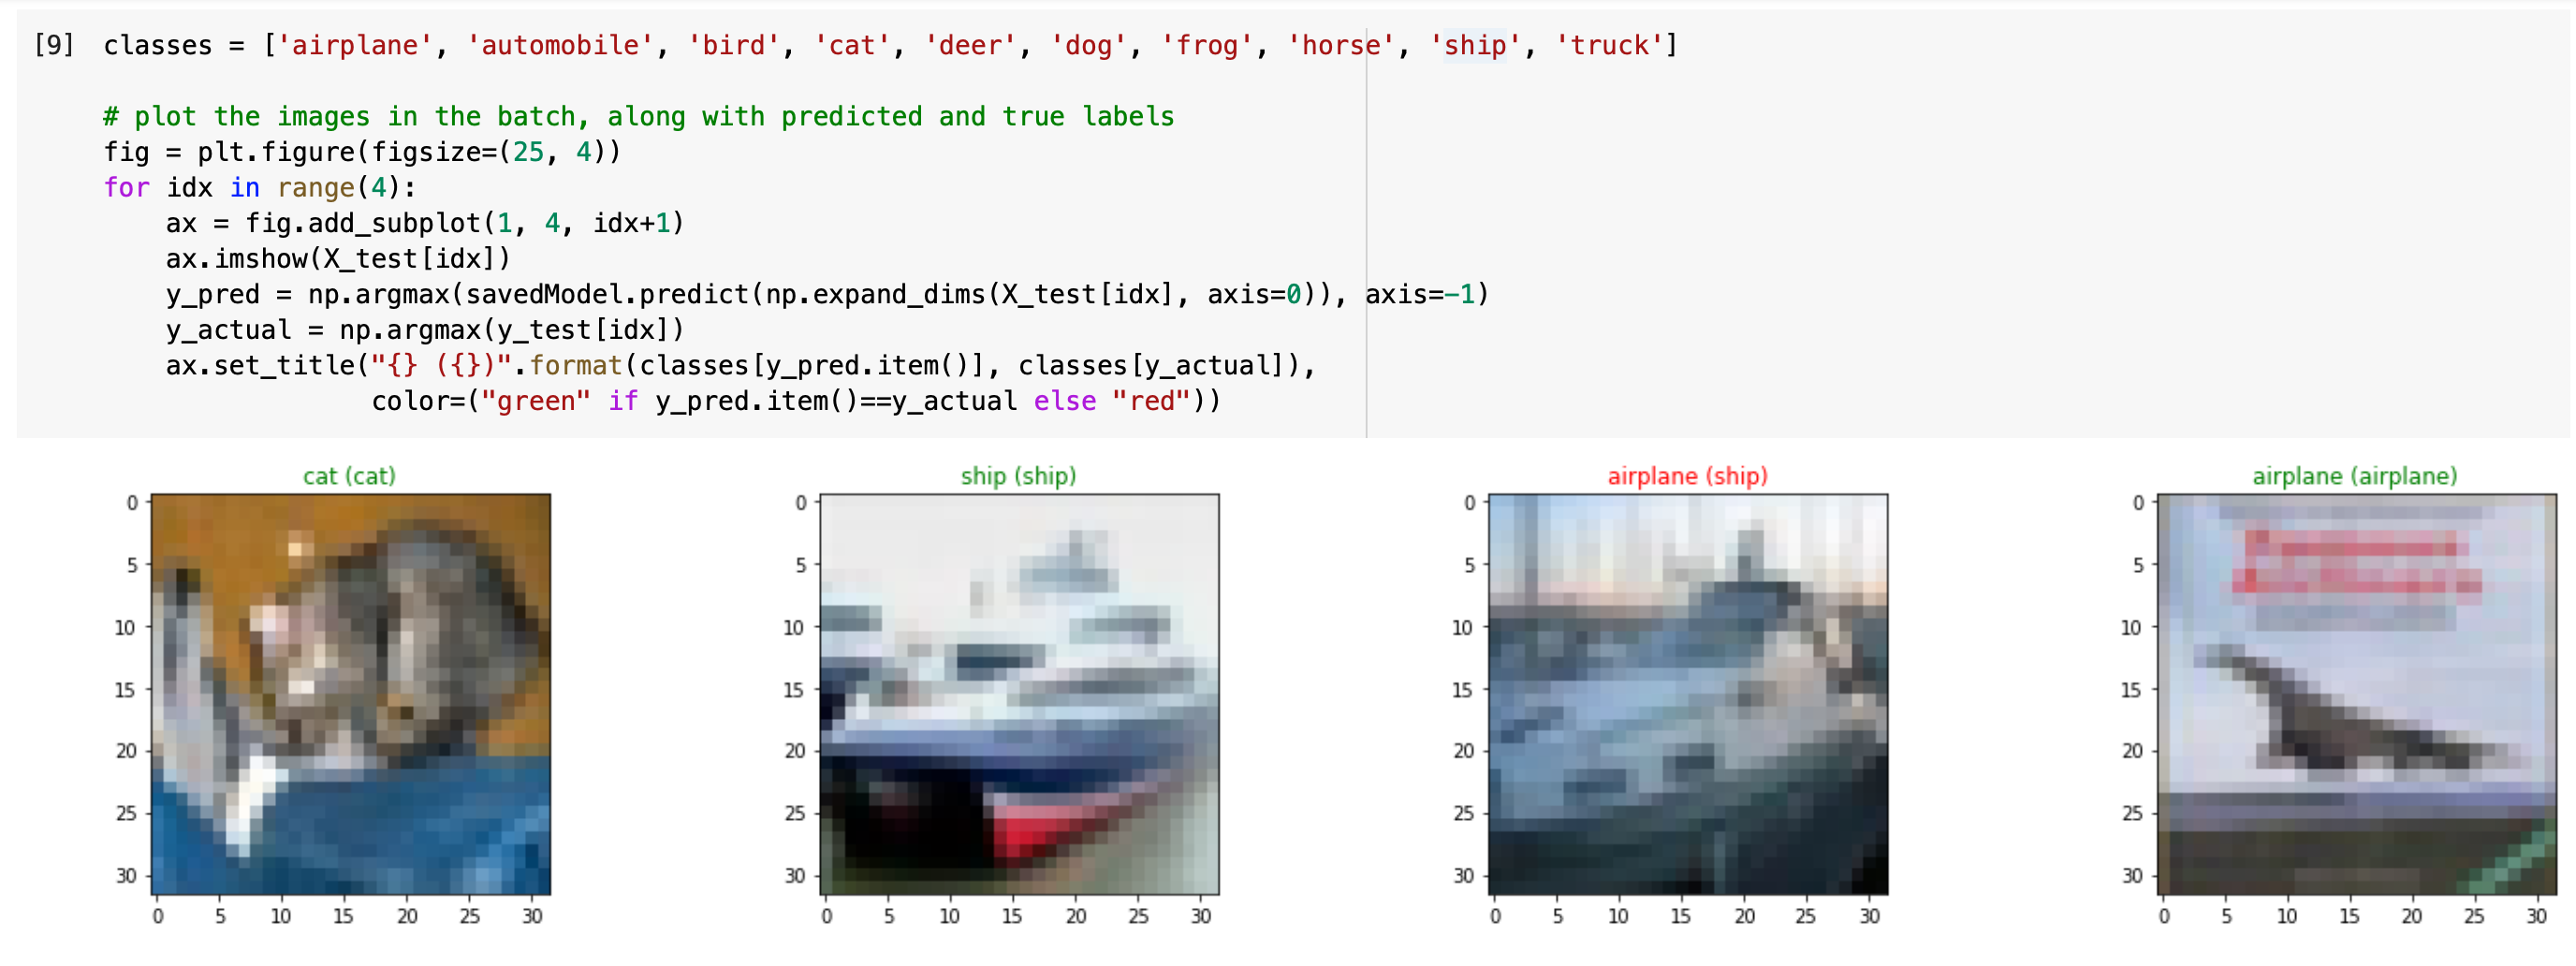 [9] classes = ['airplane', 'automobile', 'bird', 'cat', 'deer', 'dog', 'frog', 'horse', 'ship', 'truck']
# plot the images in the batch, along with predicted and true labels
fig = plt.figure(figsize=(25, 4))
for idx in range(4):
    ax = fig.add_subplot(1, 4, idx+1)
    ax.imshow(X_test[idx])
    y_pred = np.argmax(savedModel.predict(np.expand_dims(X_test[idx], axis=0)), axis=-1)
    y_actual = np.argmax(y_test[idx])
    ax.set_title("{} ({})".format(classes[y_pred.item()], classes[y_actual]),
                 color=("green" if y_pred.item()==y_actual else "red"))
cat (cat)
0
5
10
15
20
25
30
0 5 10 15 20 25 30
ship (ship)
0
5
10
15
20
25
30
0 5 10 15 20 25 30
airplane (ship)
0
5
10
15
20
25
30
0 5 10 15 20 25 30
airplane (airplane)
0
5
10
15
20
25
30
0 5 10 15 20 25 30